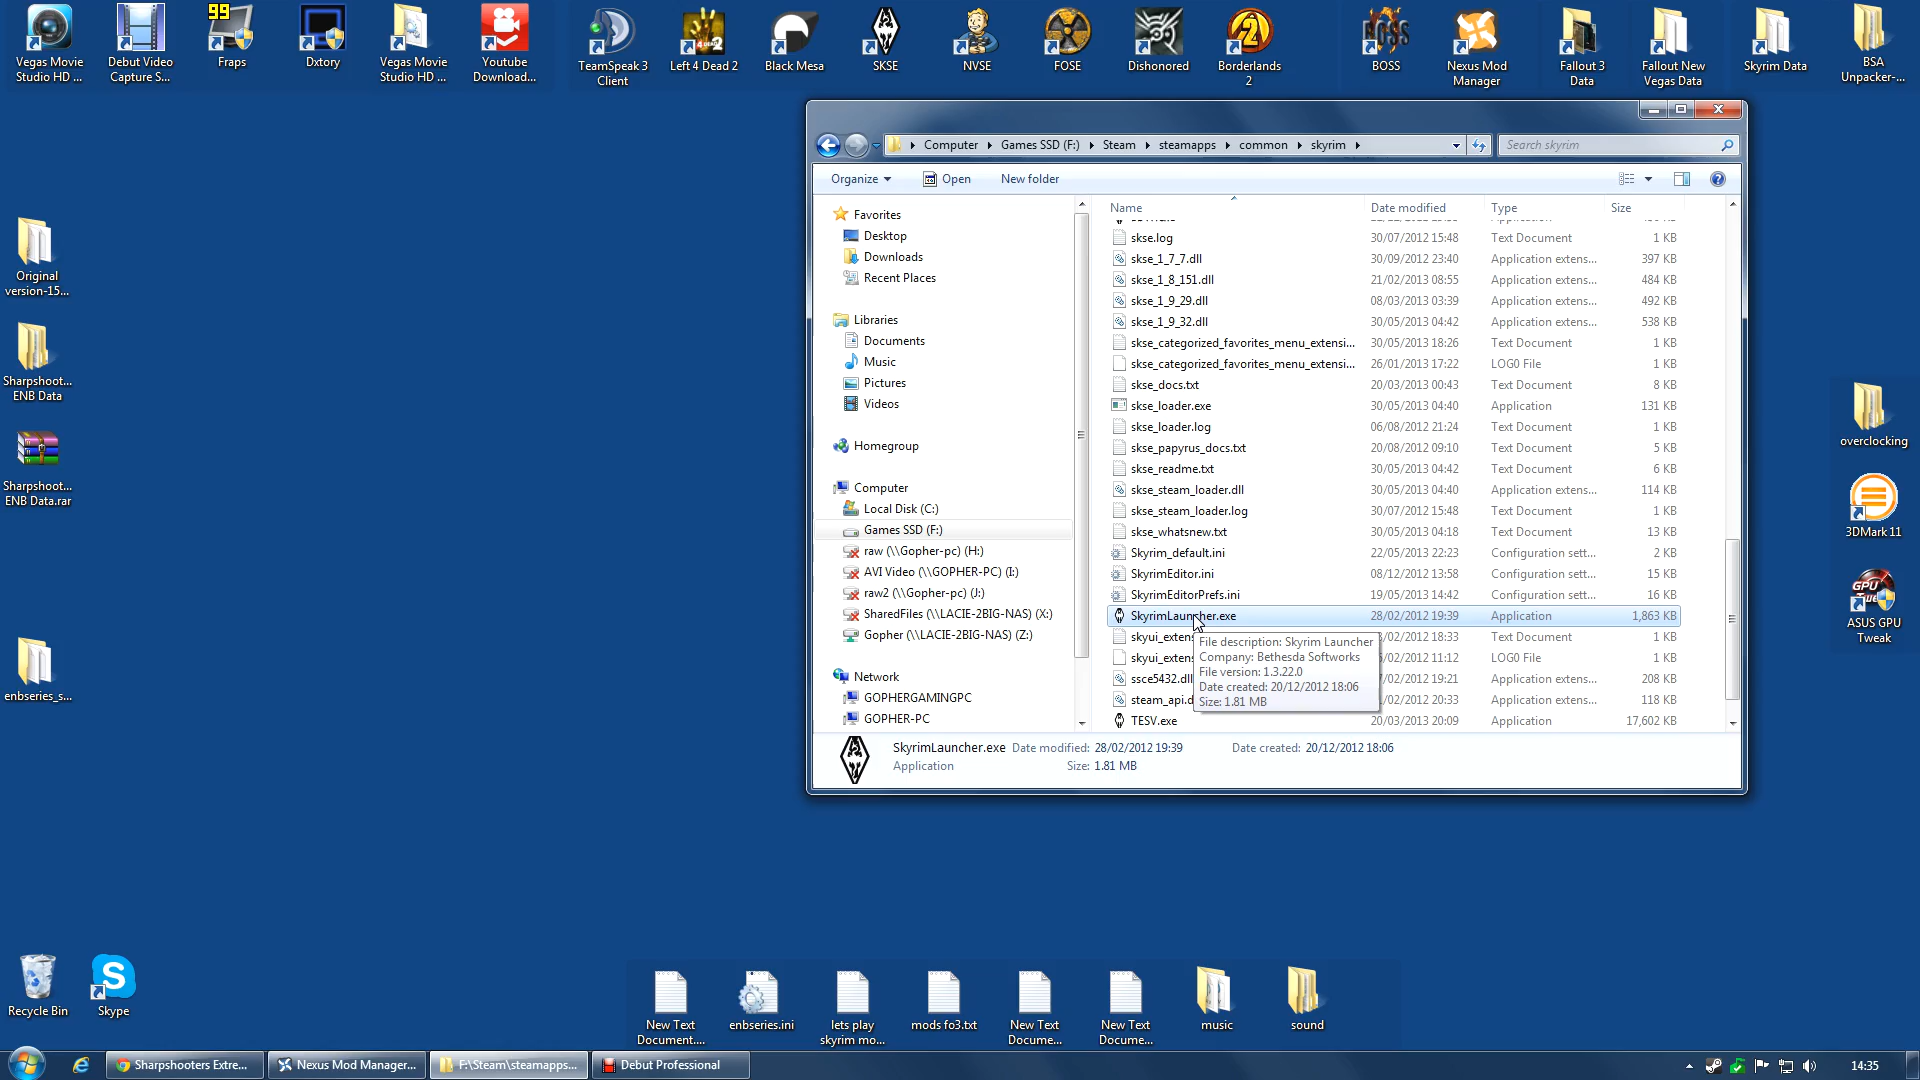 Vegas Movie
Studio HD ...
Debut Video
Capture S...
99
Fraps
Dxtory
Vegas Movie
Studio HD ...
Youtube
Download...
TeamSpeak 3
Client
Left 4 Dead 2
Black Mesa
SKSE
NVSE
FOSE
Dishonored
Borderlands
2
BOSS
Nexus Mod
Manager
Fallout 3
Data
Fallout New
Vegas Data
Skyrim Data
BSA
Unpacker-...
Original
version-15...
Sharpshoot...
ENB Data
Sharpshoot...
ENB Data.rar
enbseries_s...
Computer
Games SSD (F:)
Steam
steamapps
common
skyrim
Search skyrim
Organize
Open
New folder
Favorites
Desktop
Downloads
Recent Places
Libraries
Documents
Music
Pictures
Videos
Homegroup
Computer
Local Disk (C:)
Games SSD (F:)
raw (\\Gopher-pc) (H:)
AVI Video (\\GOPHER-PC) (I:)
raw2 (\\Gopher-pc) (J:)
SharedFiles (\\LACIE-2BIG-NAS) (X:)
Gopher (\\LACIE-2BIG-NAS) (Z:)
Network
GOPHERGAMINGPC
GOPHER-PC
Name Date modified Type Size
skse.log 30/07/2012 15:48 Text Document 1 KB
skse_1_7_7.dll 30/09/2012 23:40 Application extens... 397 KB
skse_1_8_151.dll 21/02/2013 08:55 Application extens... 484 KB
skse_1_9_29.dll 08/03/2013 03:39 Application extens... 492 KB
skse_1_9_32.dll 30/05/2013 04:42 Application extens... 538 KB
skse_categorized_favorites_menu_extensi... 30/05/2013 18:26 Text Document 1 KB
skse_categorized_favorites_menu_extensi... 26/01/2013 17:22 LOG0 File 1 KB
skse_docs.txt 20/03/2013 00:43 Text Document 8 KB
skse_loader.exe 30/05/2013 04:40 Application 131 KB
skse_loader.log 06/08/2012 21:24 Text Document 1 KB
skse_papyrus_docs.txt 20/08/2012 09:10 Text Document 5 KB
skse_readme.txt 30/05/2013 04:42 Text Document 6 KB
skse_steam_loader.dll 30/05/2013 04:40 Application extens... 114 KB
skse_steam_loader.log 30/07/2012 15:48 Text Document 1 KB
skse_whatsnew.txt 30/05/2013 04:18 Text Document 13 KB
Skyrim_default.ini 22/05/2013 22:23 Configuration sett... 2 KB
SkyrimEditor.ini 08/12/2012 13:58 Configuration sett... 15 KB
SkyrimEditorPrefs.ini 19/05/2013 14:42 Configuration sett... 16 KB
SkyrimLauncher.exe 28/02/2012 19:39 Application 1,863 KB
skyui_extens /02/2012 18:33 Text Document 1 KB
skyui_extens /02/2012 11:12 LOG0 File 1 KB
ssce5432.dll /02/2012 19:21 Application extens... 208 KB
steam_api.d /02/2012 20:33 Application extens... 118 KB
TESV.exe 20/03/2013 20:09 Application 17,602 KB
File description: Skyrim Launcher
Company: Bethesda Softworks
File version: 1.3.22.0
Date created: 20/12/2012 18:06
Size: 1.81 MB
SkyrimLauncher.exe Date modified: 28/02/2012 19:39 Date created: 20/12/2012 18:06
Application Size: 1.81 MB
overclocking
3DMark 11
GPU
ASUS GPU
Tweak
Recycle Bin
Skype
New Text
Document....
enbseries.ini
lets play
skyrim mo...
mods fo3.txt
New Text
Docume...
New Text
Docume...
music
sound
Sharpshooters Extre...
Nexus Mod Manager...
F:\Steam\steamapps...
Debut Professional
14:35